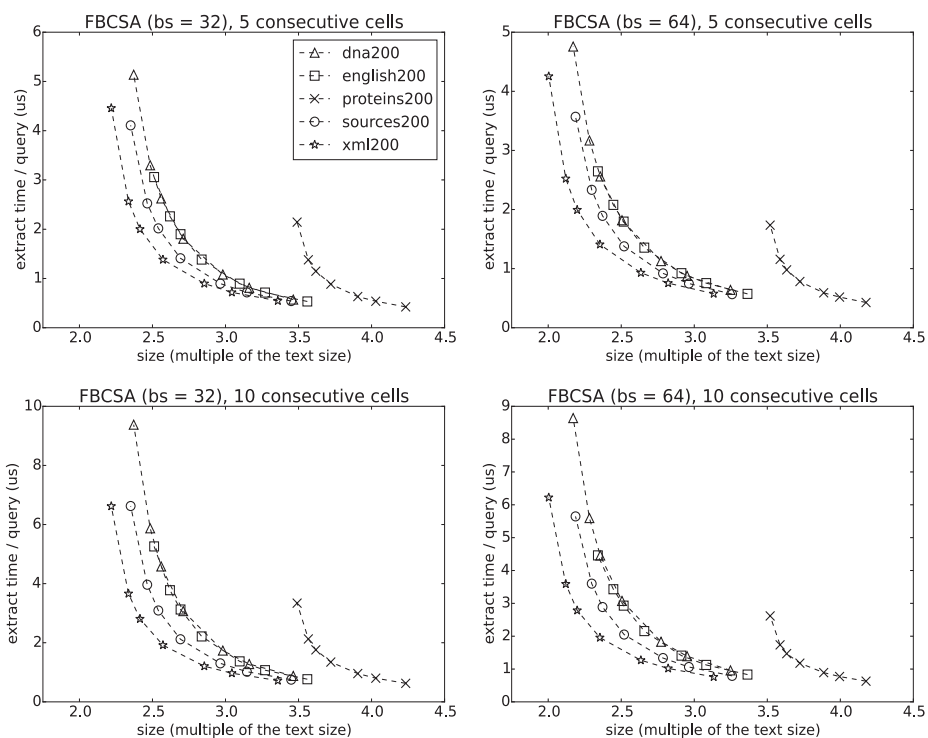 FBCSA (bs = 32), 5 consecutive cells
6
5
4
3
2
1
0
extract time / query (us)
dna200
english200
proteins200
sources200
xml200
2.0 2.5 3.0 3.5 4.0 4.5
size (multiple of the text size)
FBCSA (bs = 64), 5 consecutive cells
5
4
3
2
1
0
extract time / query (us)
2.0 2.5 3.0 3.5 4.0 4.5
size (multiple of the text size)
FBCSA (bs = 32), 10 consecutive cells
10
8
6
4
2
0
extract time / query (us)
2.0 2.5 3.0 3.5 4.0 4.5
size (multiple of the text size)
FBCSA (bs = 64), 10 consecutive cells
9
8
7
6
5
4
3
2
1
0
extract time / query (us)
2.0 2.5 3.0 3.5 4.0 4.5
size (multiple of the text size)